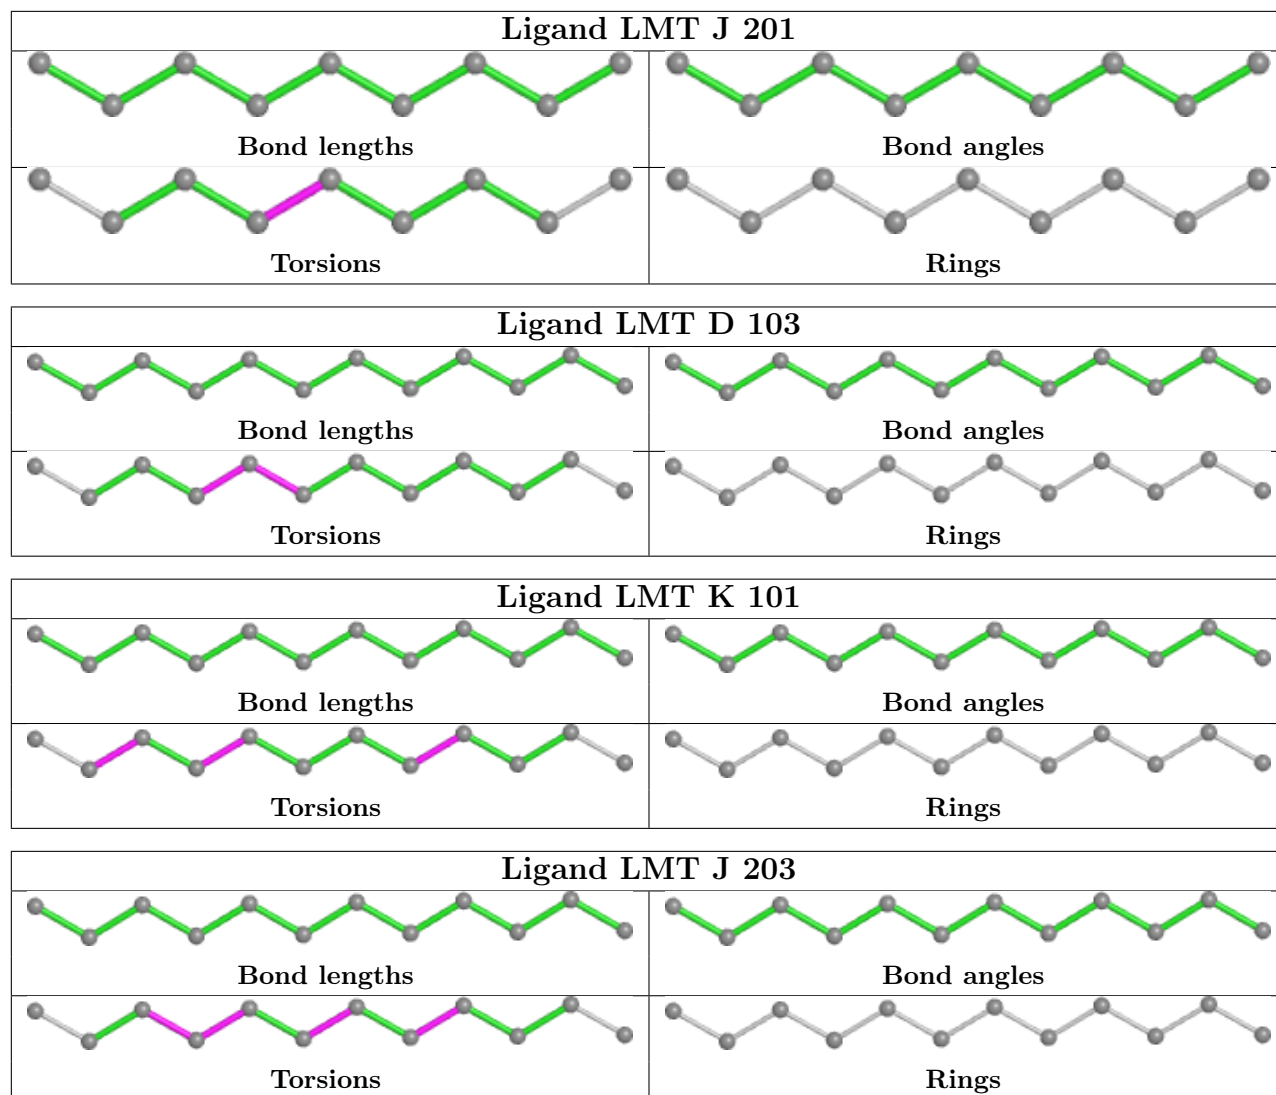 Ligand LMT J 201
Bond lengths
Bond angles
Torsions
Rings
Ligand LMT D 103
Bond lengths
Bond angles
Torsions
Rings
Ligand LMT K 101
Bond lengths
Bond angles
Torsions
Rings
Ligand LMT J 203
Bond lengths
Bond angles
Torsions
Rings